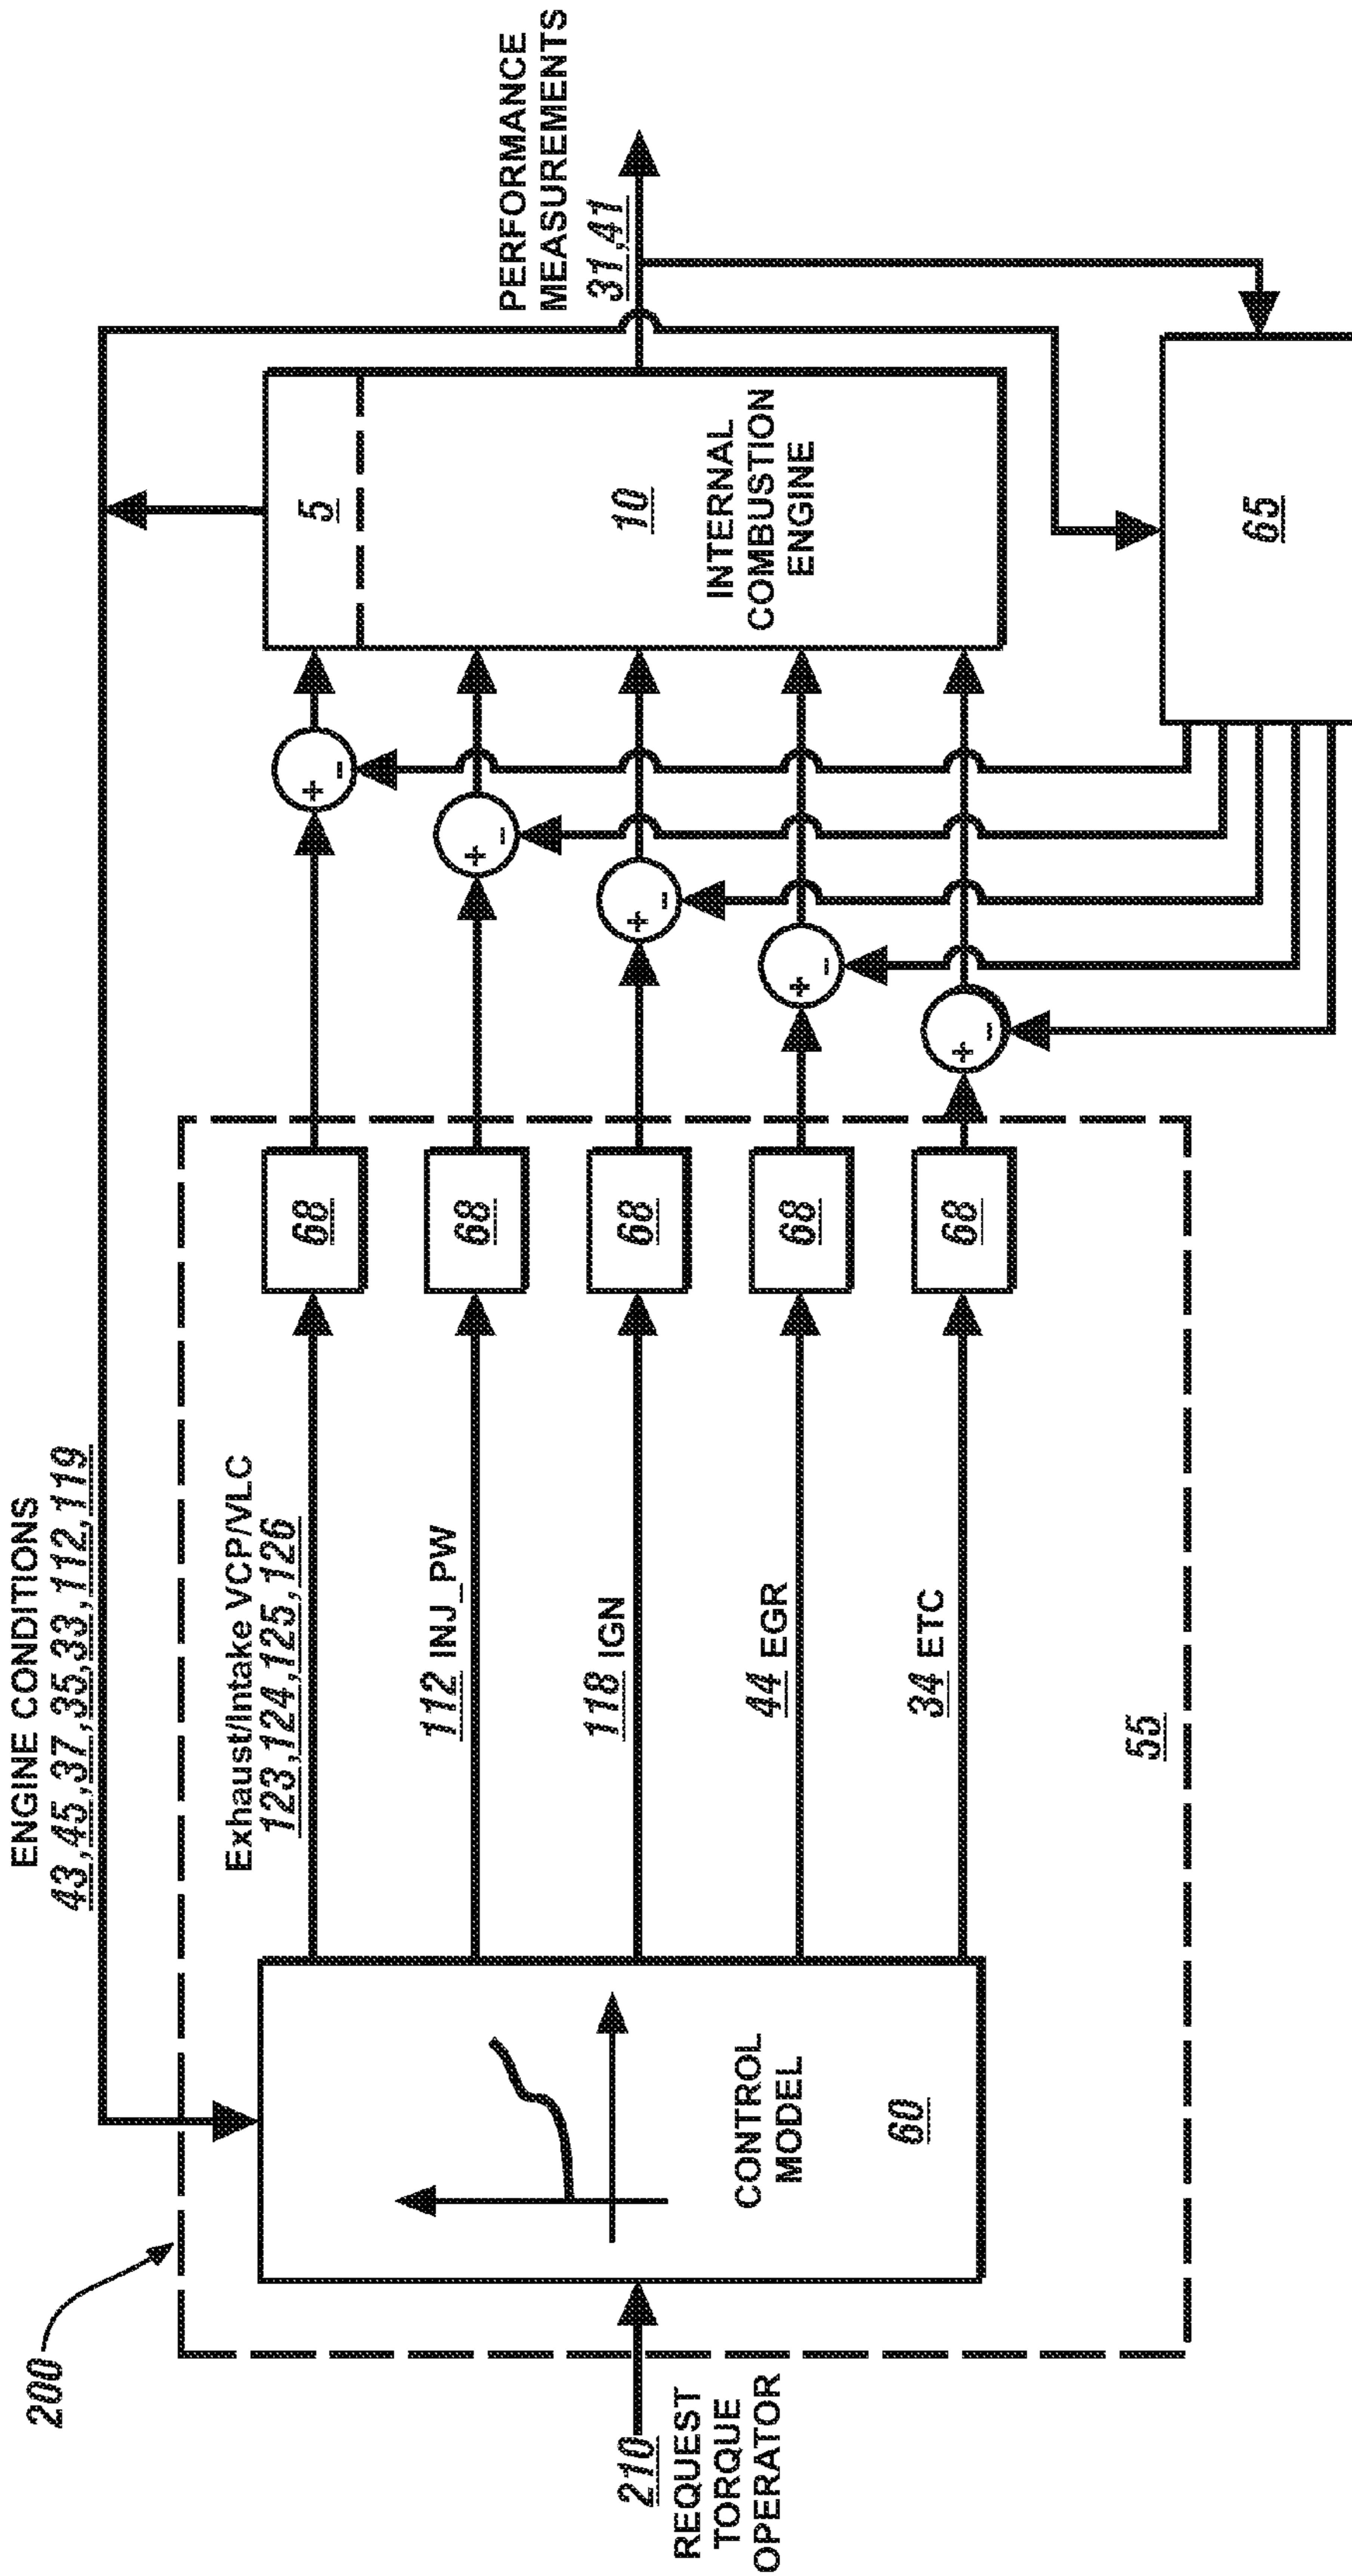 200
ENGINE CONDITIONS
43,45,37,35,33,112,119
Exhaust/Intake VCP/VLC
123,124,125,126
112 INJ_PW
118 IGN
44 EGR
34 ETC
55
210
REQUEST
TORQUE
OPERATOR
CONTROL
MODEL
60
68
68
68
68
68
+
-
+
-
+
-
+
-
+
-
5
10
INTERNAL
COMBUSTION
ENGINE
PERFORMANCE
MEASUREMENTS
31,41
65